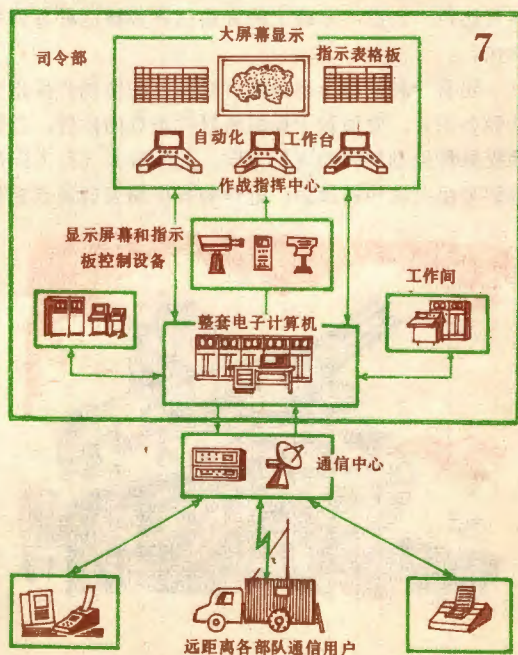 7
大屏幕显示
司令部
指示表格板
自动化 工作台
作战指挥中心
显示屏幕和指示
板控制设备
工作间
整套电子计算机
通信中心
远距离各部队通信用户